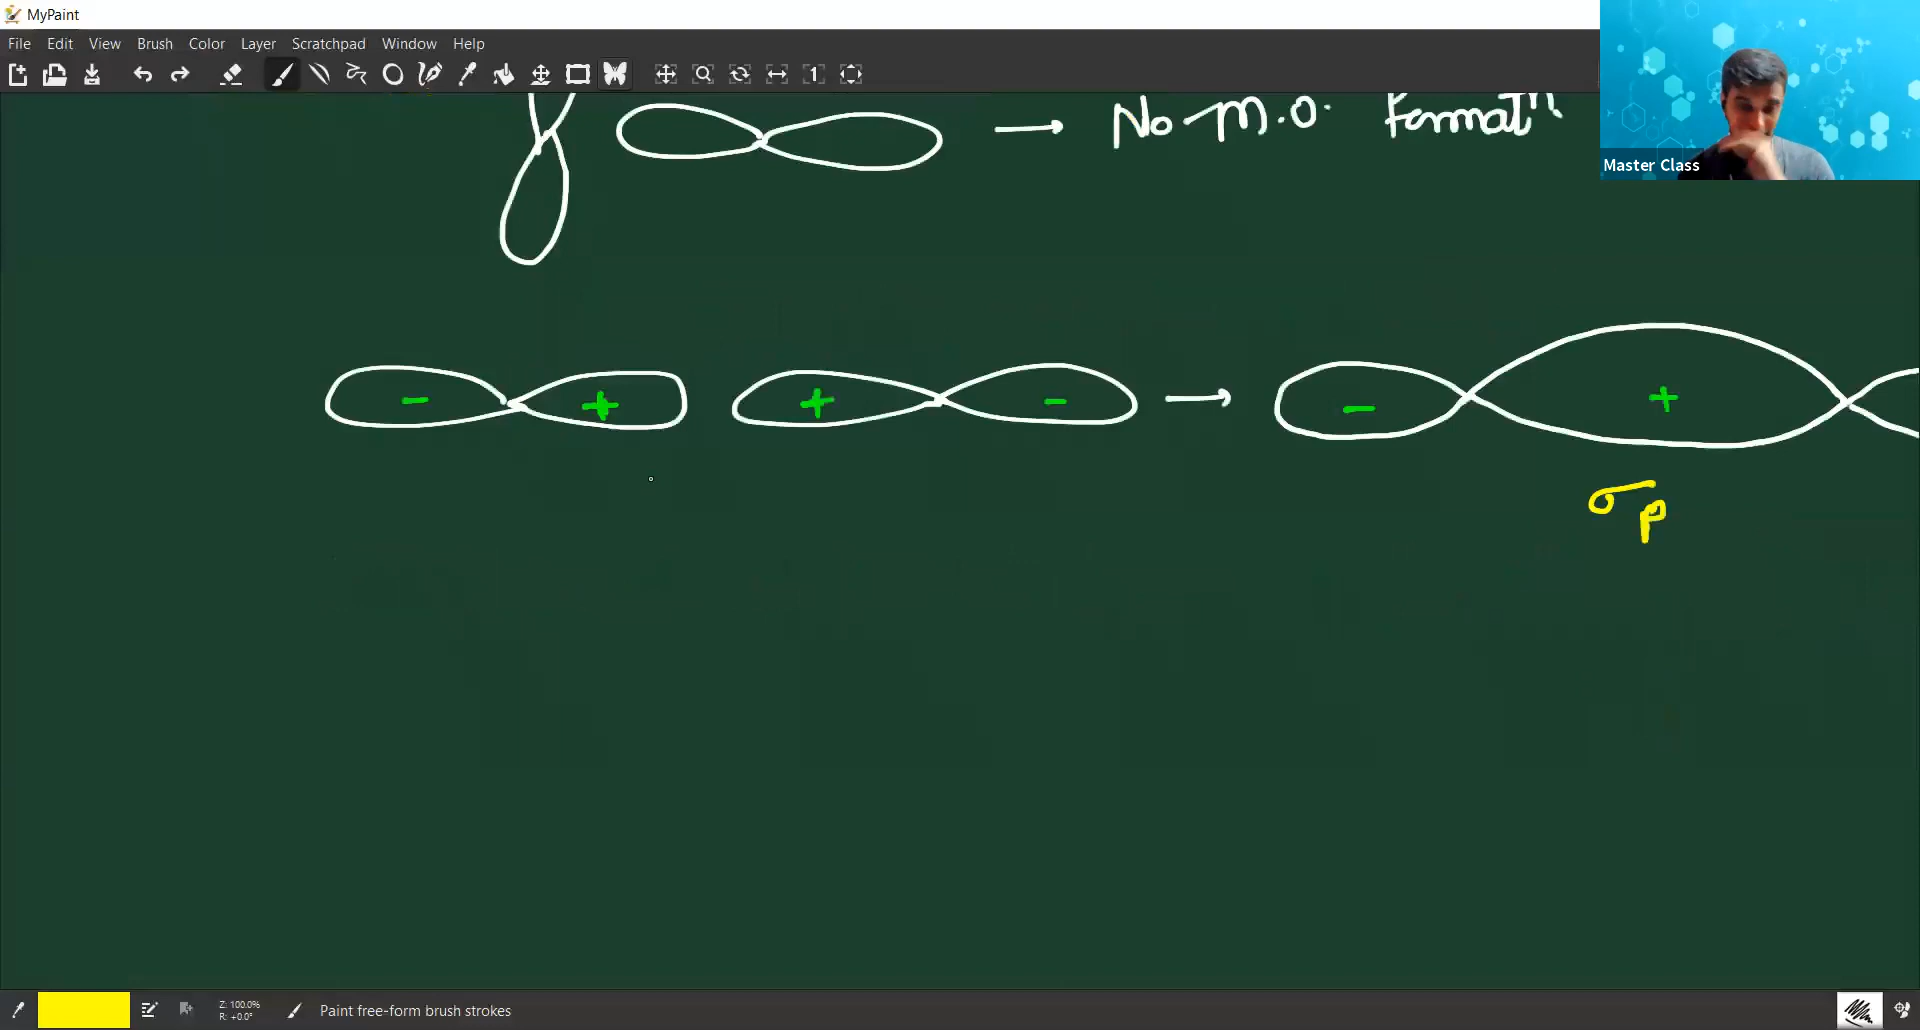 MyPaint
File Edit View Brush Color Layer Scratchpad Window Help
No M.O. Formatⁿ
Master Class
- + + - → - +
σp
Z: 100.0%
R: +0.0°
Paint free-form brush strokes